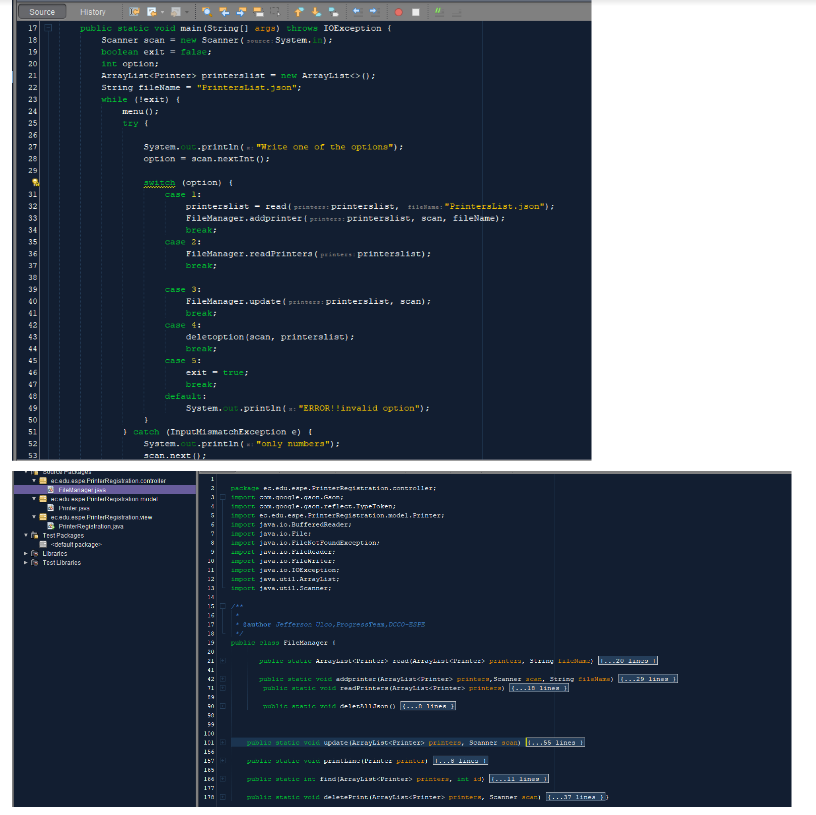 Source History
17 public static void main(String[] args) throws IOException {
18 Scanner scan = new Scanner(source: System.in);
19 boolean exit = false;
20 int option;
21 ArrayList<Printer> printerslist = new ArrayList<>();
22 String fileName = "PrintersList.json";
23 while (!exit) {
24 menu();
25 try {
26
27 System.out.println(x: "Write one of the options");
28 option = scan.nextInt();
29
switch (option) {
31 case 1:
32 printerslist = read(printers: printerslist, fileName: "PrintersList.json");
33 FileManager.addprinter(printers: printerslist, scan, fileName);
34 break;
35 case 2:
36 FileManager.readPrinters(printers: printerslist);
37 break;
38
39 case 3:
40 FileManager.update(printers: printerslist, scan);
41 break;
42 case 4:
43 deletoption(scan, printerslist);
44 break;
45 case 5:
46 exit = true;
47 break;
48 default:
49 System.out.println(x: "ERROR!!invalid option");
50 }
51 } catch (InputMismatchException e) {
52 System.out.println(x: "only numbers");
53 scan.next();
Source Packages
ec.edu.espe.PrinterRegistration.controller
FileManager.java
ec.edu.espe.PrinterRegistration.model
Printer.java
ec.edu.espe.PrinterRegistration.view
PrinterRegistration.java
Test Packages
<default package>
Libraries
Test Libraries
1
2 package ec.edu.espe.PrinterRegistration.controller;
3 import com.google.gson.Gson;
4 import com.google.gson.reflect.TypeToken;
5 import ec.edu.espe.PrinterRegistration.model.Printer;
6 import java.io.BufferedReader;
7 import java.io.File;
8 import java.io.FileNotFoundException;
9 import java.io.FileReader;
10 import java.io.FileWriter;
11 import java.io.IOException;
12 import java.util.ArrayList;
13 import java.util.Scanner;
14
15 /**
16 *
17 * @author Jefferson Ulco,ProgressTeam,DCCO-ESPE
18 */
19 public class FileManager {
20
21 public static ArrayList<Printer> read(ArrayList<Printer> printers, String fileName) {...20 lines }
41
42 public static void addprinter(ArrayList<Printer> printers,Scanner scan, String fileName) {...29 lines }
71 public static void readPrinters(ArrayList<Printer> printers) {...18 lines }
89
90 public static void deletAllJson() {...8 lines }
98
99
100
101 public static void update(ArrayList<Printer> printers, Scanner scan) {...55 lines }
156
157 public static void printLine(Printer printer) {...8 lines }
165
166 public static int find(ArrayList<Printer> printers, int id) {...11 lines }
177
178 public static void deletePrint(ArrayList<Printer> printers, Scanner scan) {...37 lines }